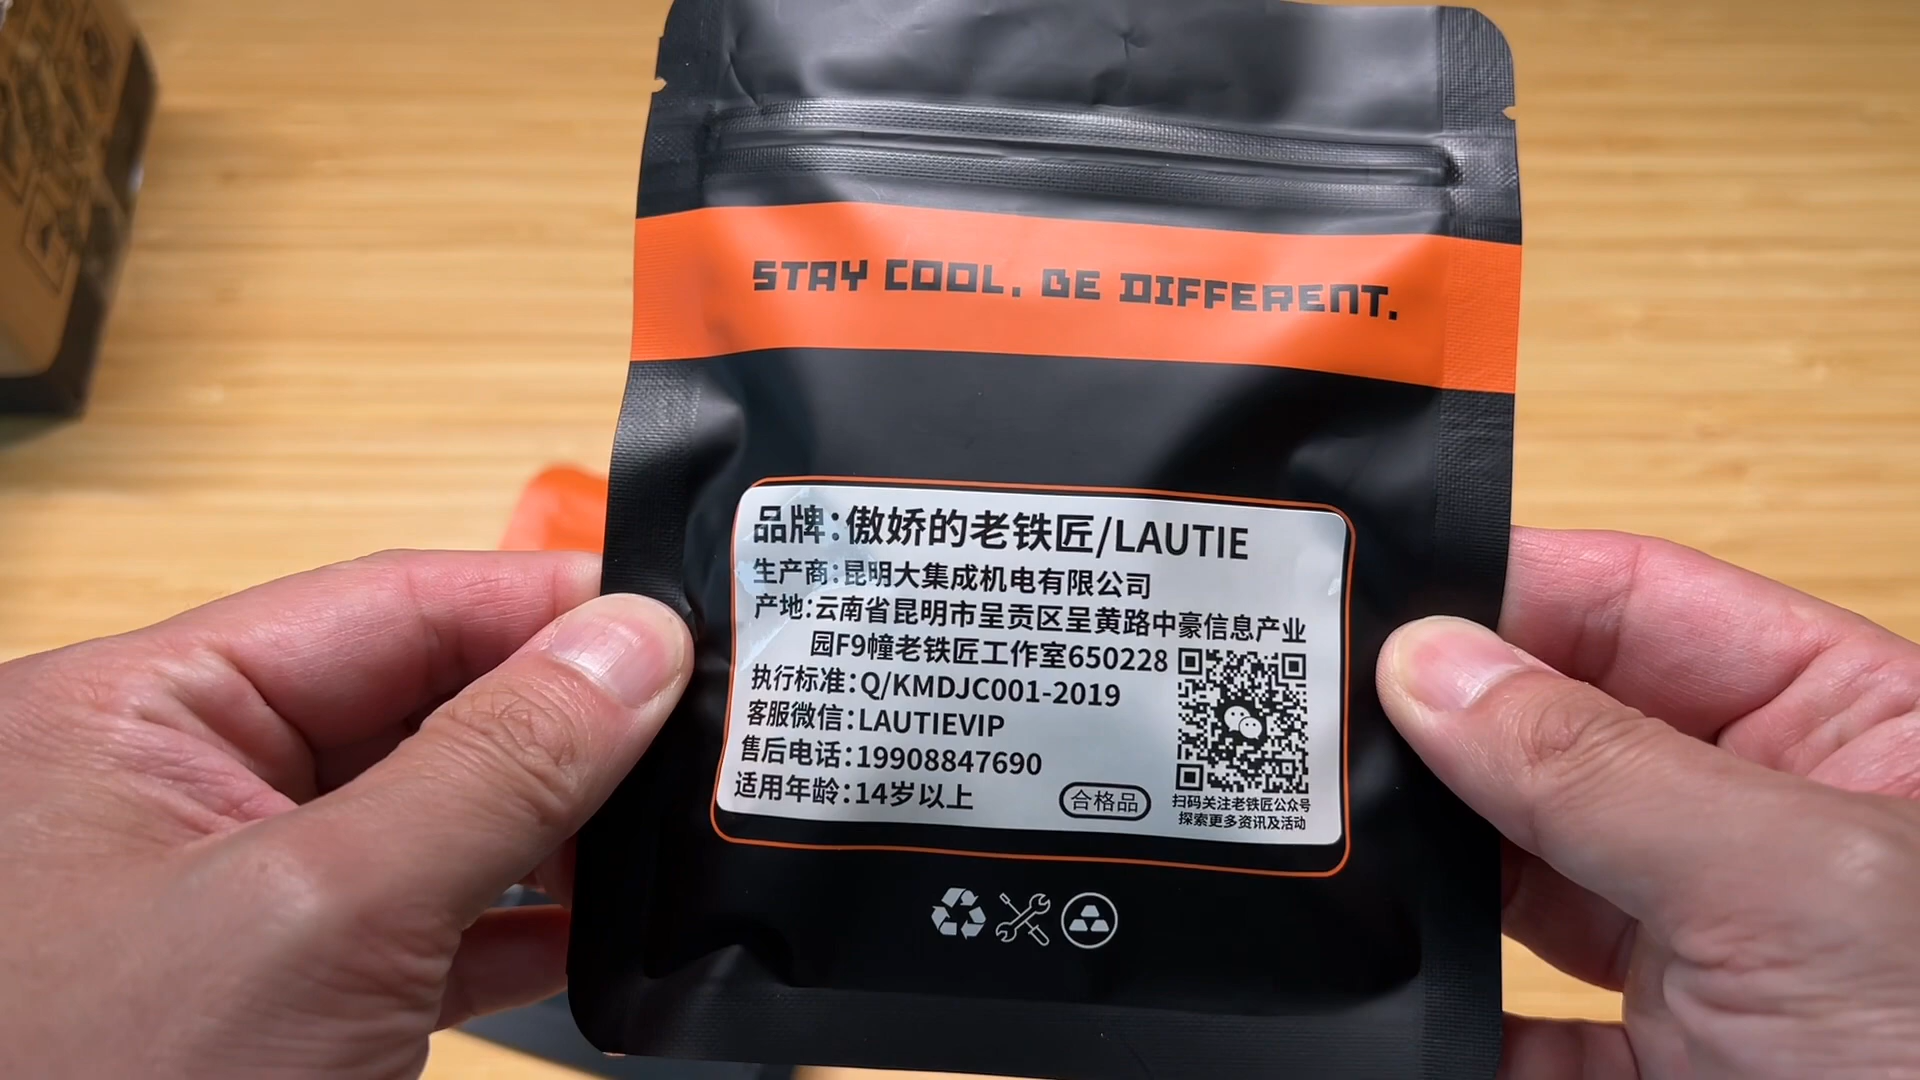 STAY COOL. BE DIFFERENT.
品牌：傲娇的老铁匠/LAUTIE
生产商：昆明大集成机电有限公司
产地：云南省昆明市呈贡区呈黄路中豪信息产业
园F9幢老铁匠工作室650228
执行标准：Q/KMDJC001-2019
客服微信：LAUTIEVIP
售后电话：19908847690
适用年龄：14岁以上
合格品
扫码关注老铁匠公众号
探索更多资讯及活动